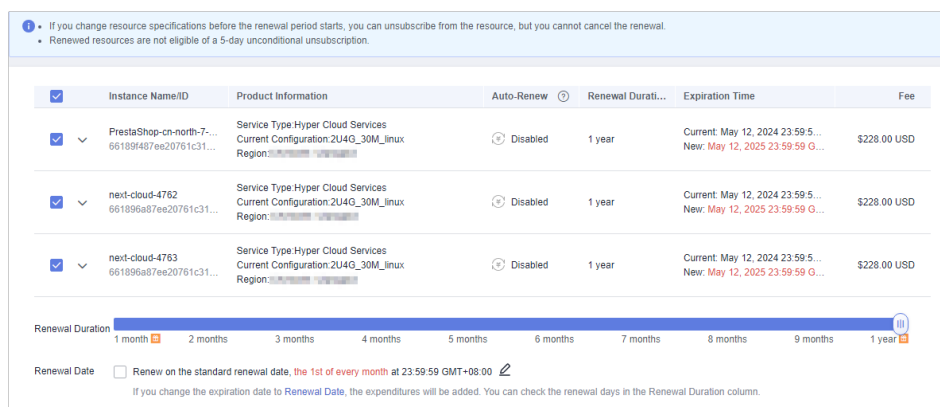 If you change resource specifications before the renewal period starts, you can unsubscribe from the resource, but you cannot cancel the renewal.
Renewed resources are not eligible of a 5-day unconditional unsubscription.
Instance Name/ID Product Information Auto-Renew ? Renewal Durati... Expiration Time Fee
PrestaShop-cn-north-7-...
66189f487ee20761c31...
Service Type:Hyper Cloud Services
Current Configuration:2U4G_30M_linux
Region:
Disabled
1 year
Current: May 12, 2024 23:59:5...
New: May 12, 2025 23:59:59 G...
$228.00 USD
next-cloud-4762
661896a87ee20761c31...
Service Type:Hyper Cloud Services
Current Configuration:2U4G_30M_linux
Region:
Disabled
1 year
Current: May 12, 2024 23:59:5...
New: May 12, 2025 23:59:59 G...
$228.00 USD
next-cloud-4763
661896a87ee20761c31...
Service Type:Hyper Cloud Services
Current Configuration:2U4G_30M_linux
Region:
Disabled
1 year
Current: May 12, 2024 23:59:5...
New: May 12, 2025 23:59:59 G...
$228.00 USD
Renewal Duration
1 month 2 months 3 months 4 months 5 months 6 months 7 months 8 months 9 months 1 year
Renewal Date Renew on the standard renewal date, the 1st of every month at 23:59:59 GMT+08:00
If you change the expiration date to Renewal Date, the expenditures will be added. You can check the renewal days in the Renewal Duration column.